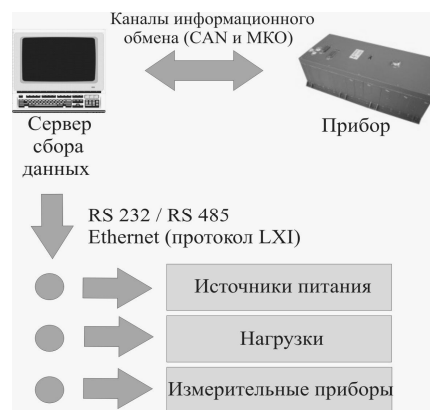 Каналы информационного
обмена (CAN и МКО)
Сервер
сбора
данных
Прибор
RS 232 / RS 485
Ethernet (протокол LXI)
Источники питания
Нагрузки
Измерительные приборы